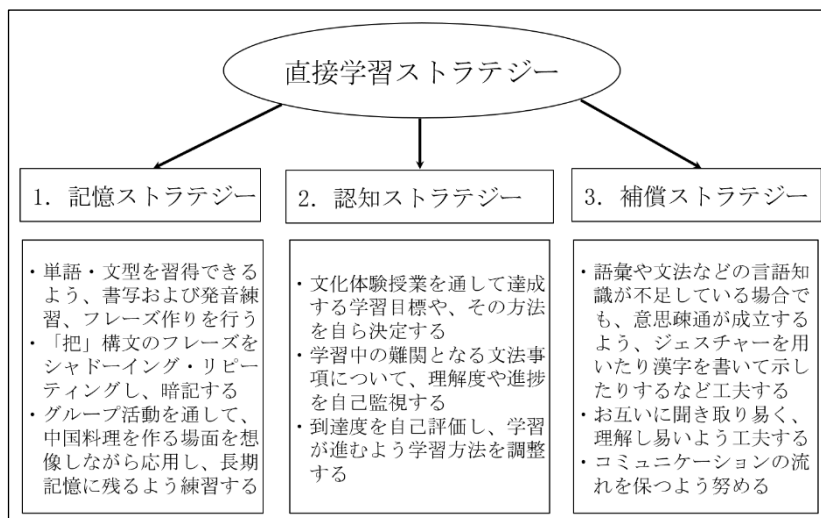 直接学習ストラテジー
1. 記憶ストラテジー
2. 認知ストラテジー
3. 補償ストラテジー
・単語・文型を習得できる
よう、書写および発音練
習、フレーズ作りを行う
・「把」構文のフレーズを
シャドーイング・リピー
ティングし、暗記する
・グループ活動を通して、
中国料理を作る場面を想
像しながら応用し、長期
記憶に残るよう練習する
・文化体験授業を通して達成
する学習目標や、その方法
を自ら決定する
・学習中の難関となる文法事
項について、理解度や進捗
を自己監視する
・到達度を自己評価し、学習
が進むよう学習方法を調整
する
・語彙や文法などの言語知
識が不足している場合で
も、意思疎通が成立する
よう、ジェスチャーを用
いたり漢字を書いて示し
たりするなど工夫する
・お互いに聞き取り易く、
理解し易いよう工夫する
・コミュニケーションの流
れを保つよう努める